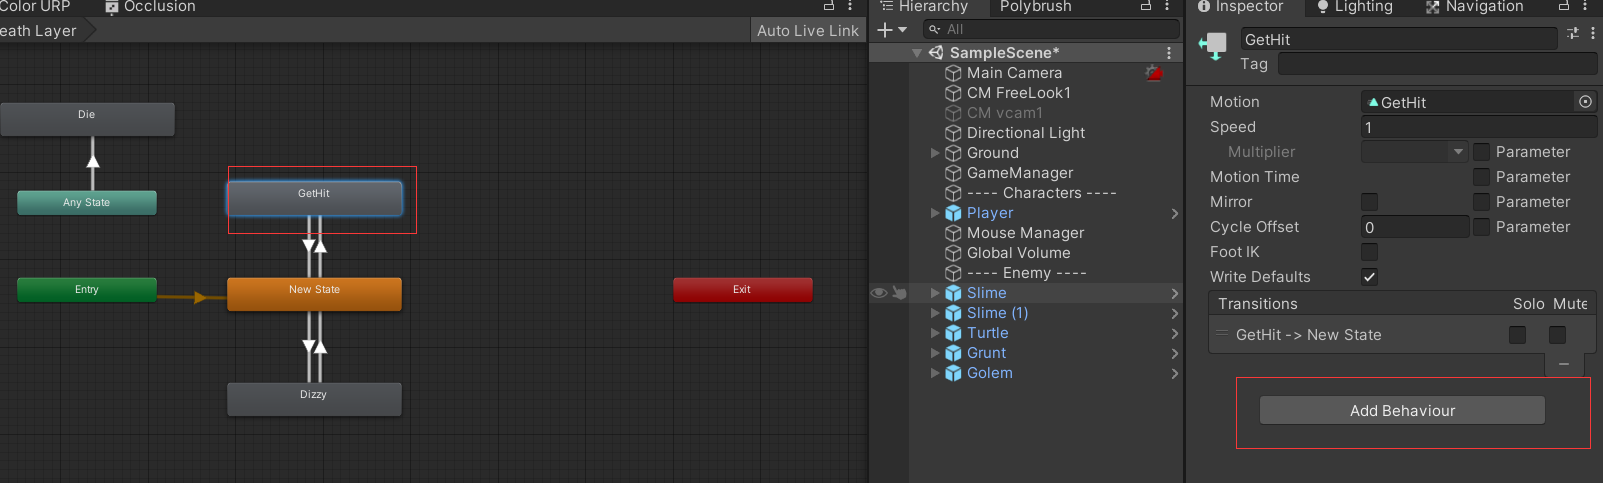 Color URP
Occlusion
eath Layer
Auto Live Link
Die
Any State
GetHit
Entry
New State
Exit
Dizzy
Hierarchy
Polybrush
All
SampleScene*
Main Camera
CM FreeLook1
CM vcam1
Directional Light
Ground
GameManager
---- Characters ----
Player
Mouse Manager
Global Volume
---- Enemy ----
Slime
Slime (1)
Turtle
Grunt
Golem
Inspector
Lighting
Navigation
GetHit
Tag
Motion GetHit
Speed 1
Multiplier Parameter
Motion Time Parameter
Mirror Parameter
Cycle Offset 0 Parameter
Foot IK
Write Defaults
Transitions Solo Mute
GetHit -> New State
Add Behaviour